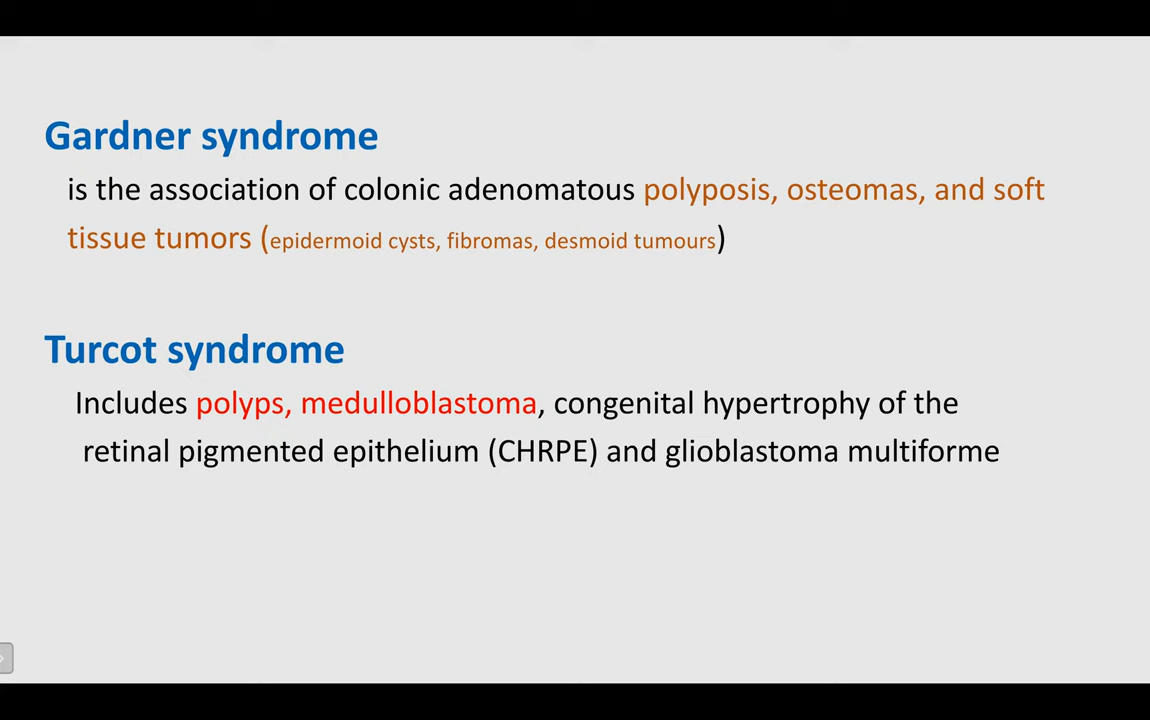 Gardner syndrome
is the association of colonic adenomatous polyposis, osteomas, and soft
tissue tumors (epidermoid cysts, fibromas, desmoid tumours)
Turcot syndrome
Includes polyps, medulloblastoma, congenital hypertrophy of the
retinal pigmented epithelium (CHRPE) and glioblastoma multiforme